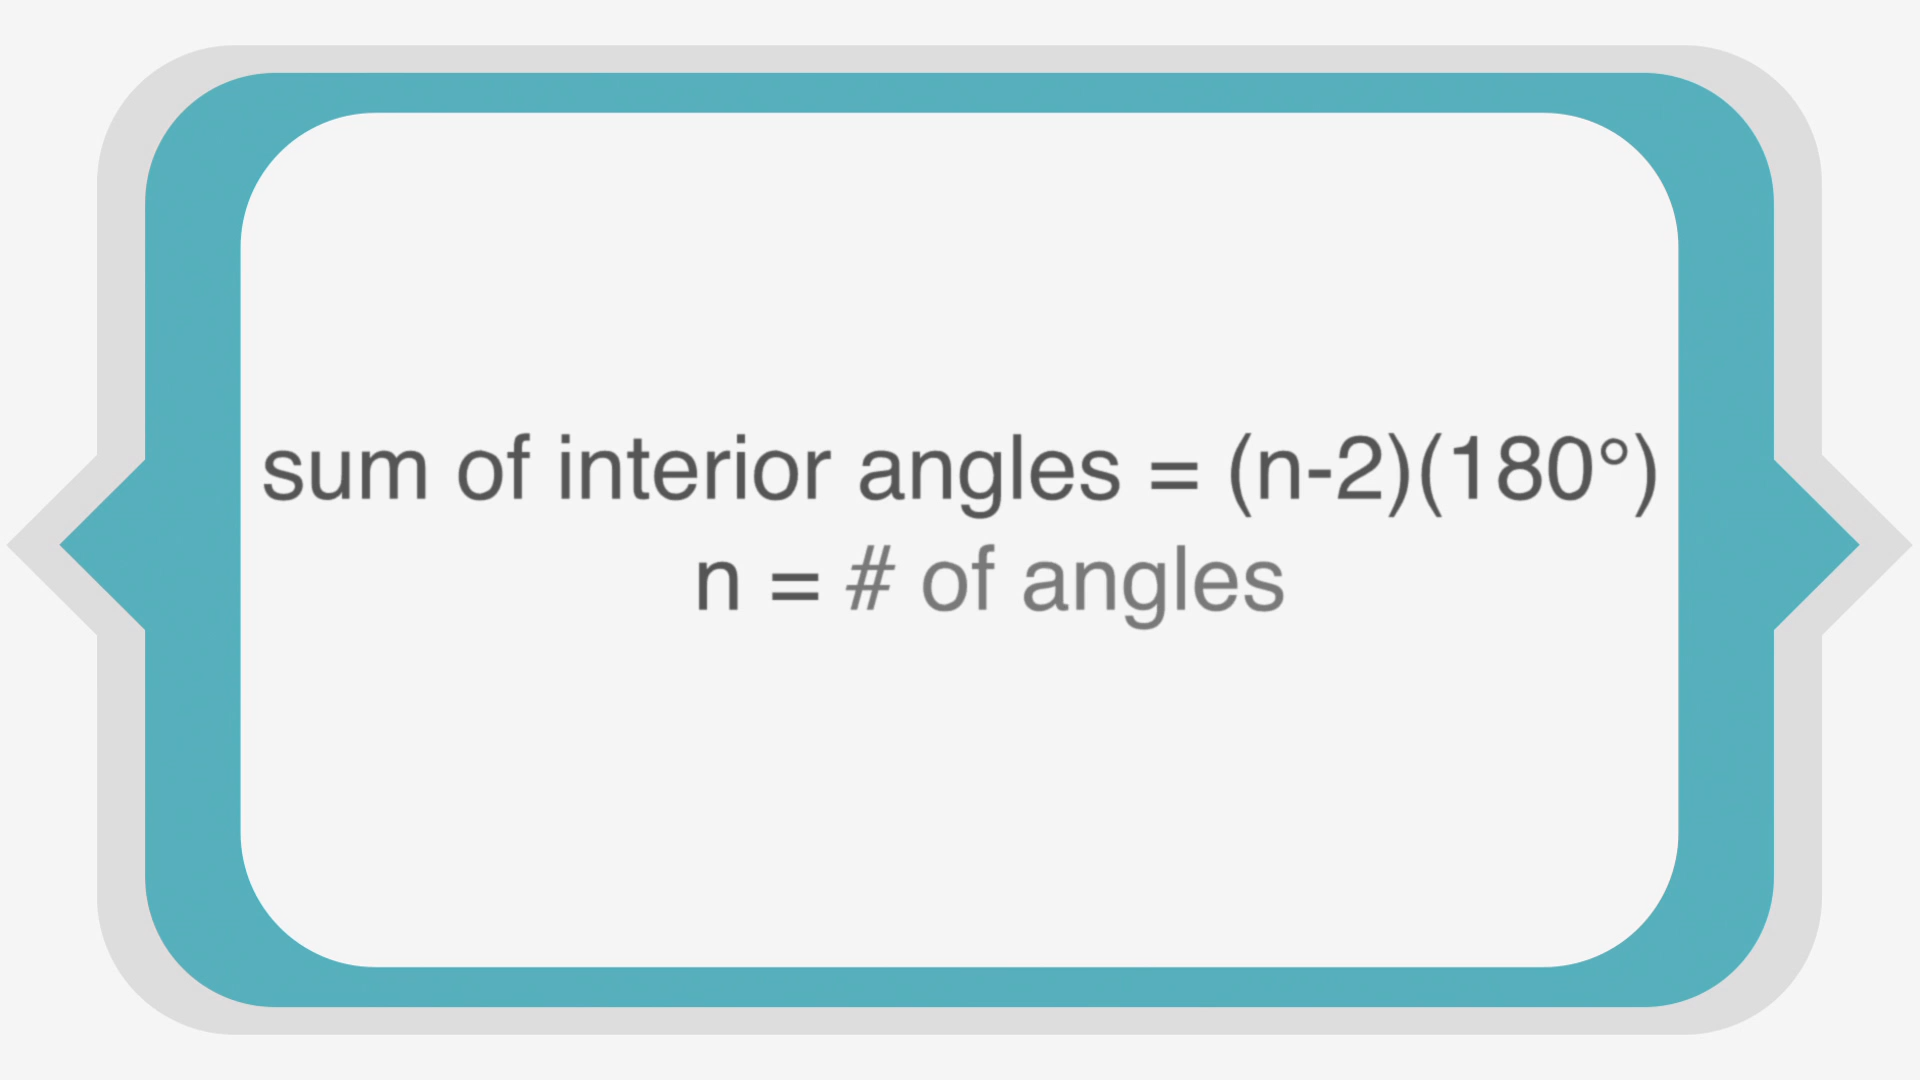 sum of interior angles = (n-2)(180°)
n = # of angles